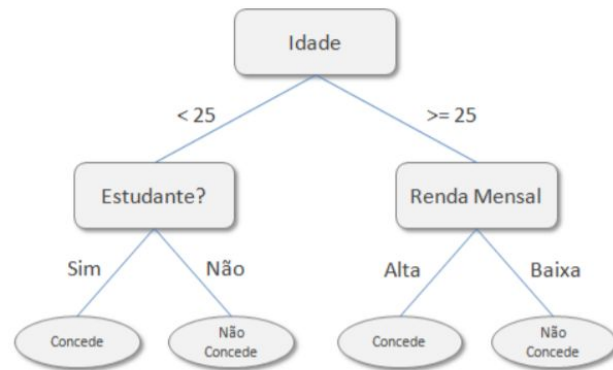 Idade
< 25
>= 25
Estudante?
Renda Mensal
Sim
Não
Alta
Baixa
Concede
Não
Concede
Concede
Não
Concede